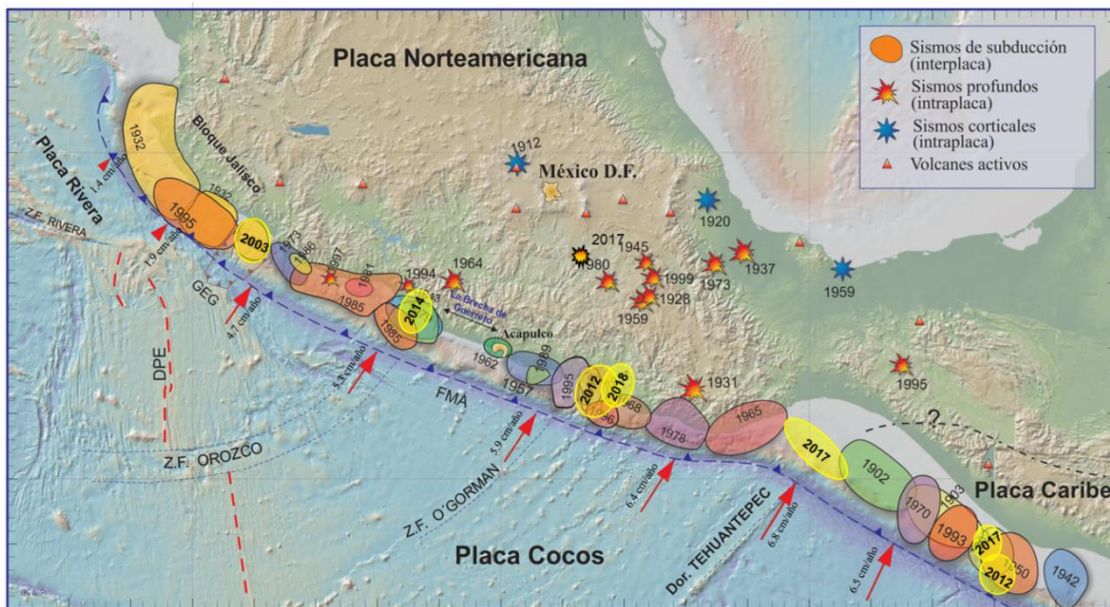 Placa Norteamericana
Sismos de subducción
(interplaca)
Sismos profundos
(intraplaca)
Sismos corticales
(intraplaca)
Volcanes activos
1932
Bloque Jalisco
1912
México D.F.
Placa Rivera
1.4 cm/año
1932
1995
1920
Z.F. RIVERA
1.9 cm/año
2003
1973
1986
1997
1981
1985
1994
1964
2017
1980
1945
1999
1928
1959
1973
1937
1959
GEG
4.7 cm/año
2014
1985
La Brecha de
Guerrero
Acapulco
1962
1989
1957
1995
2012
2018
1931
1995
DPE
5.3 cm/año
FMA
1978
1965
2017
1902
?
Z.F. OROZCO
5.9 cm/año
Z.F. O'GORMAN
6.4 cm/año
Placa Caribe
1970
1903
1993
2017
1950
2012
1942
Placa Cocos
Dor. TEHUANTEPEC
6.8 cm/año
6.5 cm/año